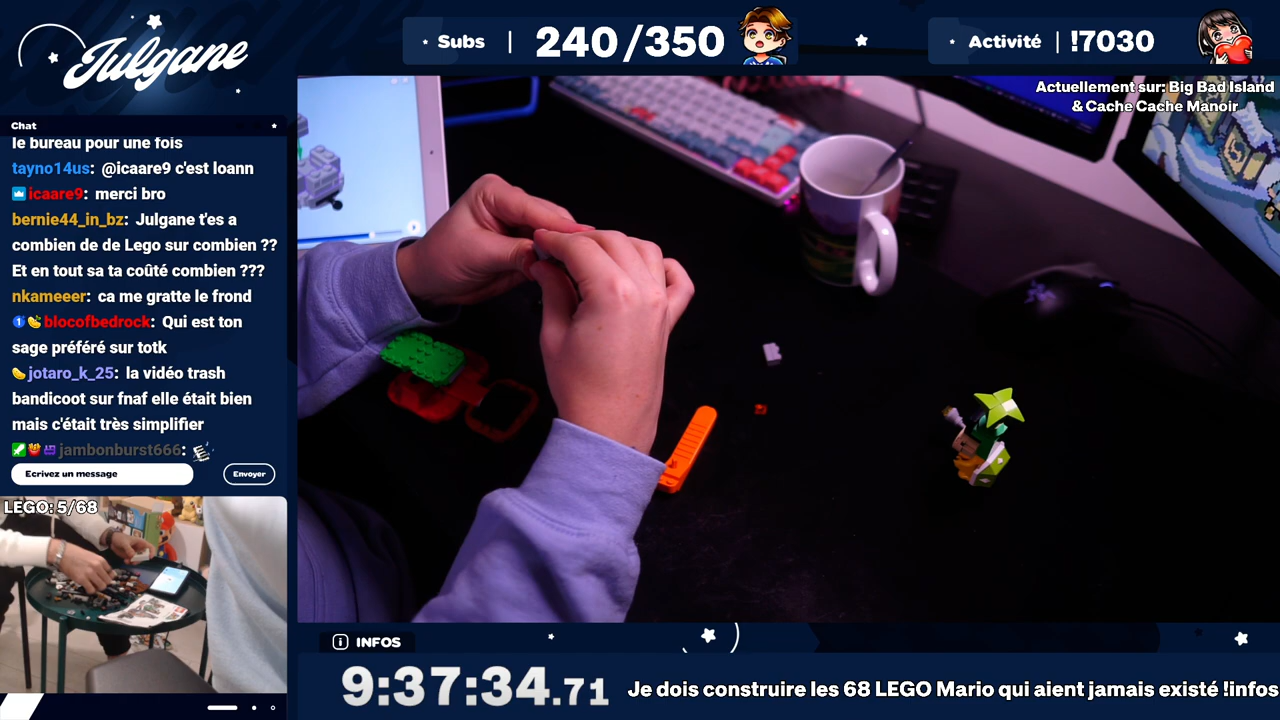 Julgane
Subs | 240/350
Activité | !7030
Actuellement sur: Big Bad Island
& Cache Cache Manoir
Chat
le bureau pour une fois
tayno14us: @icaare9 c'est loann
icaare9: merci bro
bernie44_in_bz: Julgane t'es a
combien de de Lego sur combien ??
Et en tout sa ta coûté combien ???
nkameeer: ca me gratte le frond
blocofbedrock: Qui est ton
sage préféré sur totk
jotaro_k_25: la vidéo trash
bandicoot sur fnaf elle était bien
mais c'était très simplifier
jambonburst666:
Ecrivez un message
Envoyer
LEGO: 5/68
INFOS
9:37:34.71
Je dois construire les 68 LEGO Mario qui aient jamais existé !infos